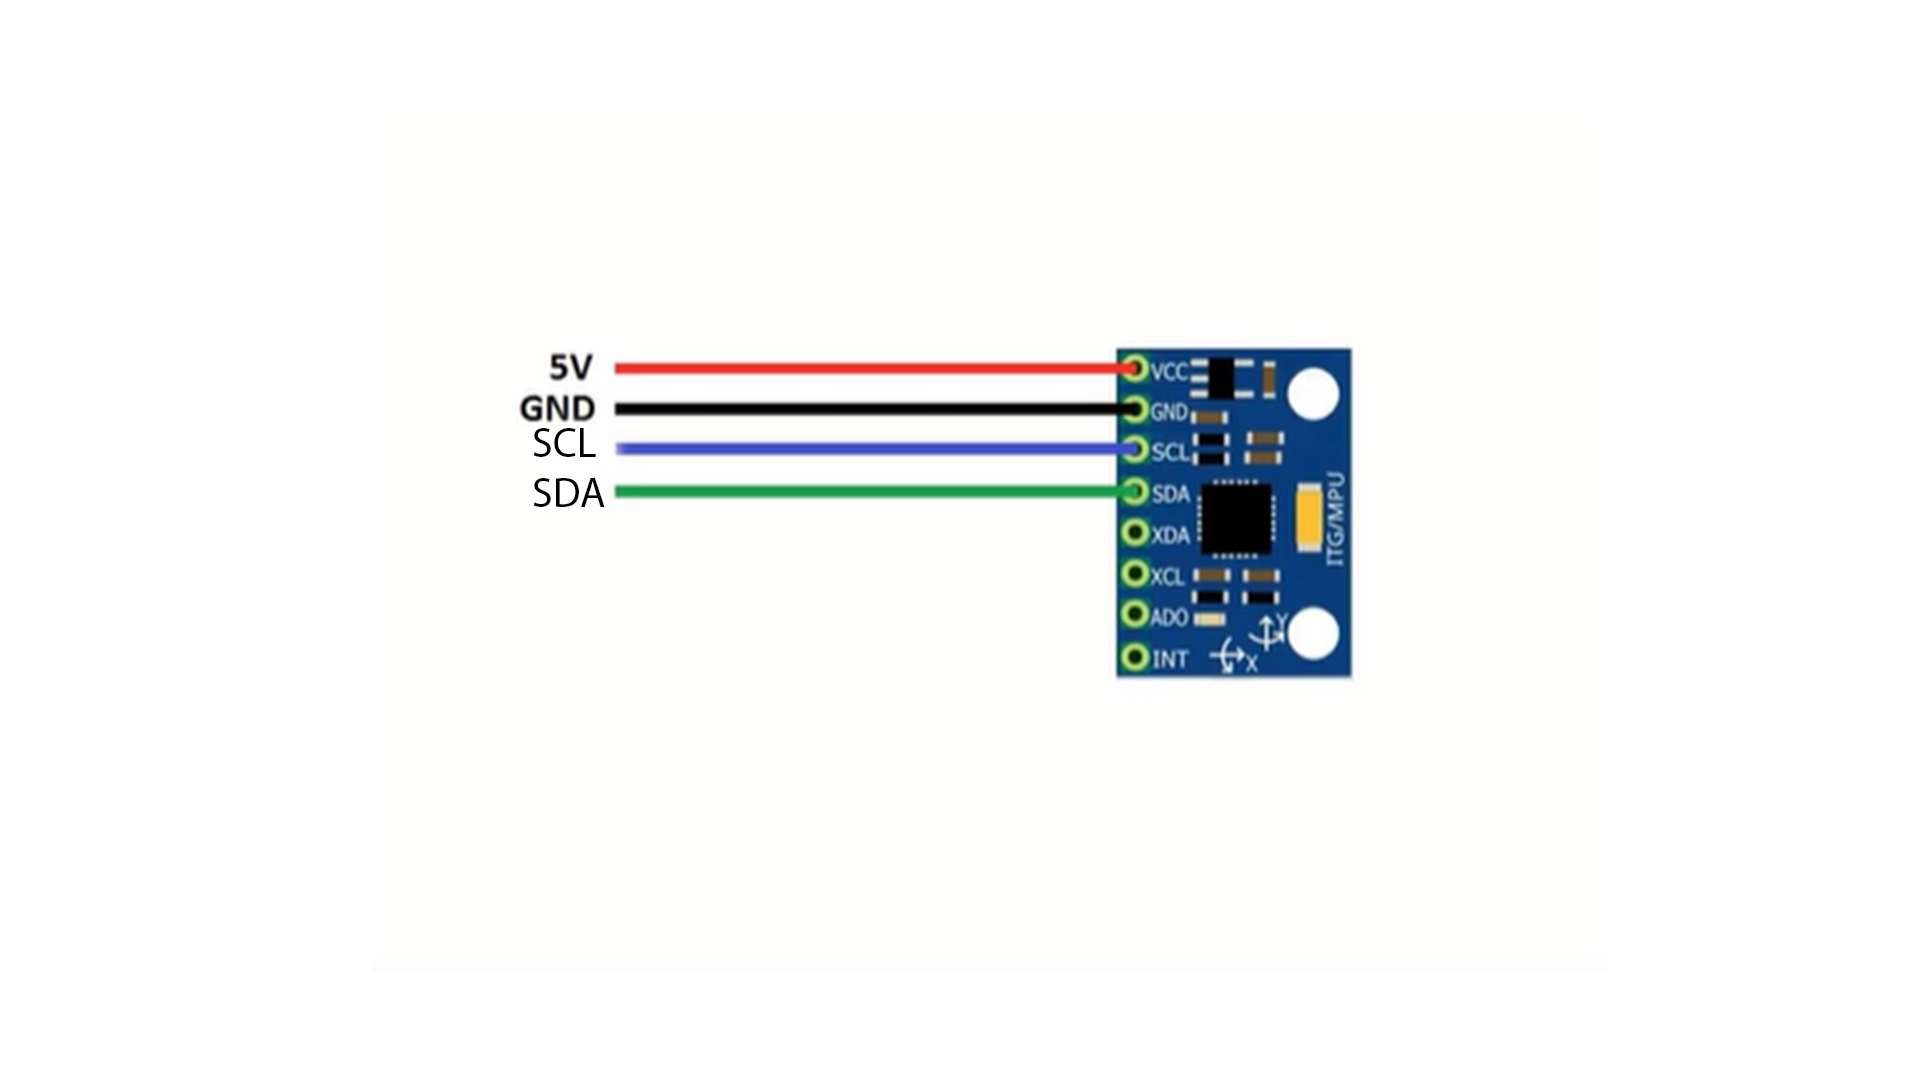 5V
GND
SCL
SDA
VCC
GND
SCL
SDA
XDA
XCL
ADO
INT
ITG/MPU
Y
X